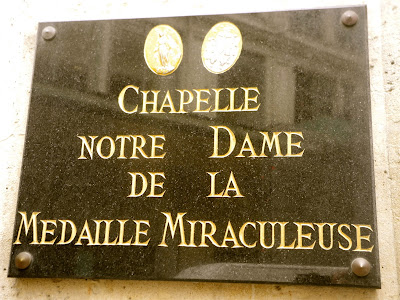 CHAPELLE
NOTRE DAME
DE LA
MEDAILLE MIRACULEUSE